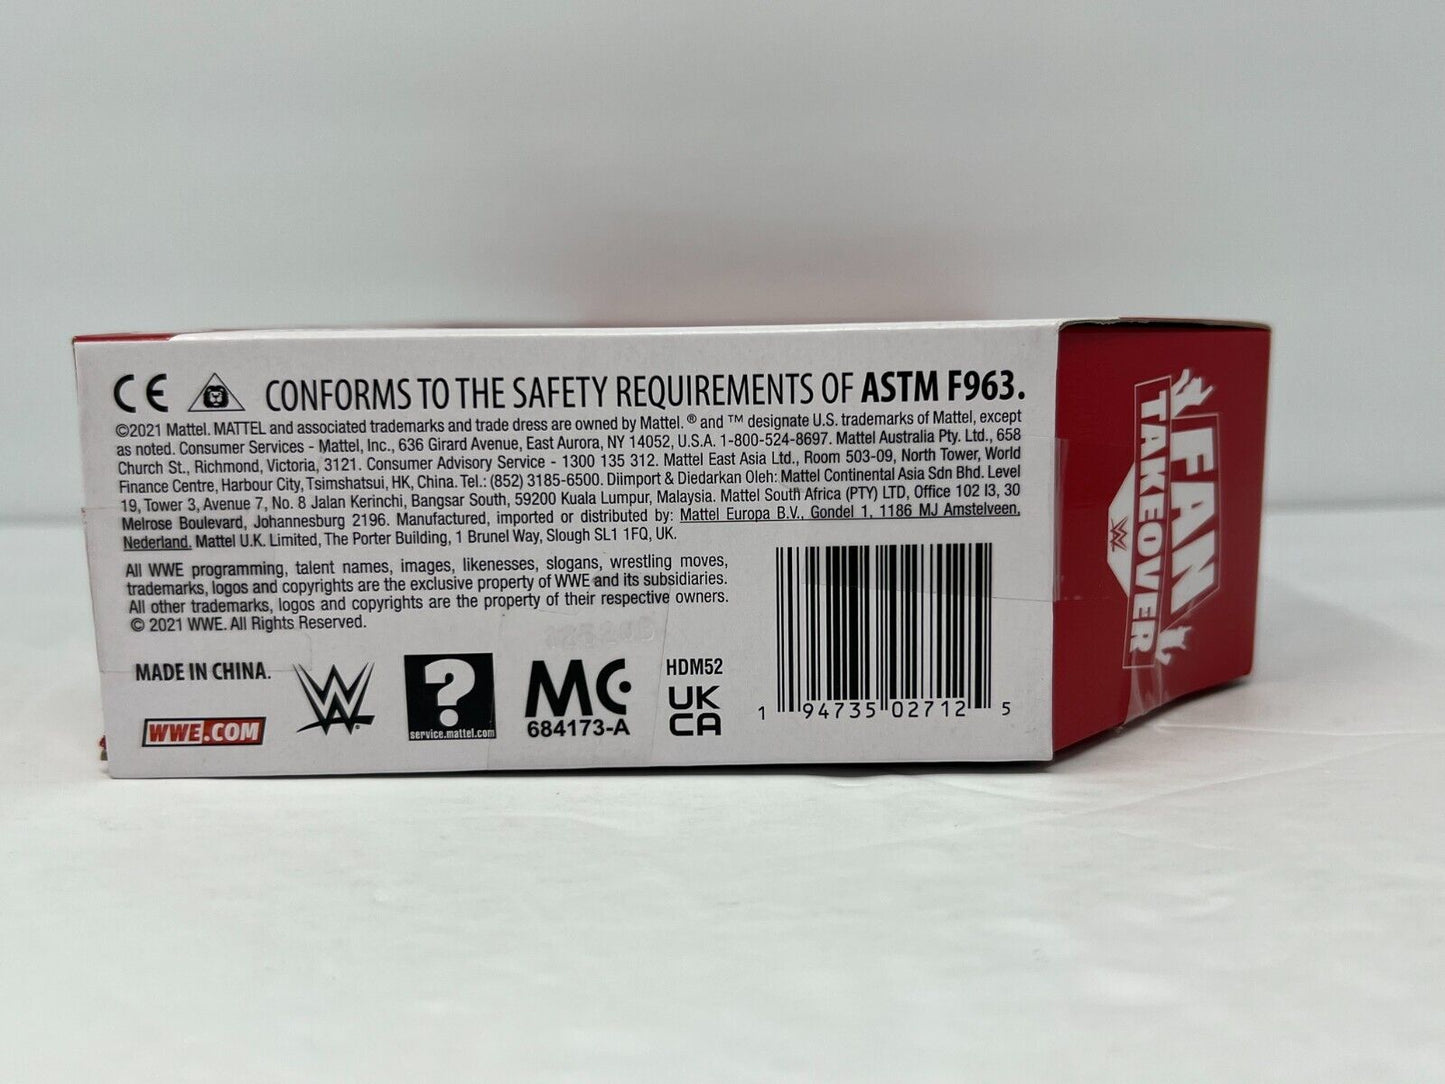 CE CONFORMS TO THE SAFETY REQUIREMENTS OF ASTM F963.
©2021 Mattel. MATTEL and associated trademarks and trade dress are owned by Mattel. ® and ™ designate U.S. trademarks of Mattel, except
as noted. Consumer Services - Mattel, Inc., 636 Girard Avenue, East Aurora, NY 14052, U.S.A. 1-800-524-8697. Mattel Australia Pty. Ltd., 658
Church St., Richmond, Victoria, 3121. Consumer Advisory Service - 1300 135 312. Mattel East Asia Ltd., Room 503-09, North Tower, World
Finance Centre, Harbour City, Tsimshatsui, HK, China. Tel.: (852) 3185-6500. Diimport & Diedarkan Oleh: Mattel Continental Asia Sdn Bhd. Level
19, Tower 3, Avenue 7, No. 8 Jalan Kerinchi, Bangsar South, 59200 Kuala Lumpur, Malaysia. Mattel South Africa (PTY) LTD, Office 102 I3, 30
Melrose Boulevard, Johannesburg 2196. Manufactured, imported or distributed by: Mattel Europa B.V., Gondel 1, 1186 MJ Amstelveen,
Nederland. Mattel U.K. Limited, The Porter Building, 1 Brunel Way, Slough SL1 1FQ, UK.
All WWE programming, talent names, images, likenesses, slogans, wrestling moves,
trademarks, logos and copyrights are the exclusive property of WWE and its subsidiaries.
All other trademarks, logos and copyrights are the property of their respective owners.
© 2021 WWE. All Rights Reserved.
MADE IN CHINA.
WWE.COM
W
?
service.mattel.com
MC
684173-A
HDM52
UK
CA
1 94735 02712 5
FAN
TAKEOVER
W